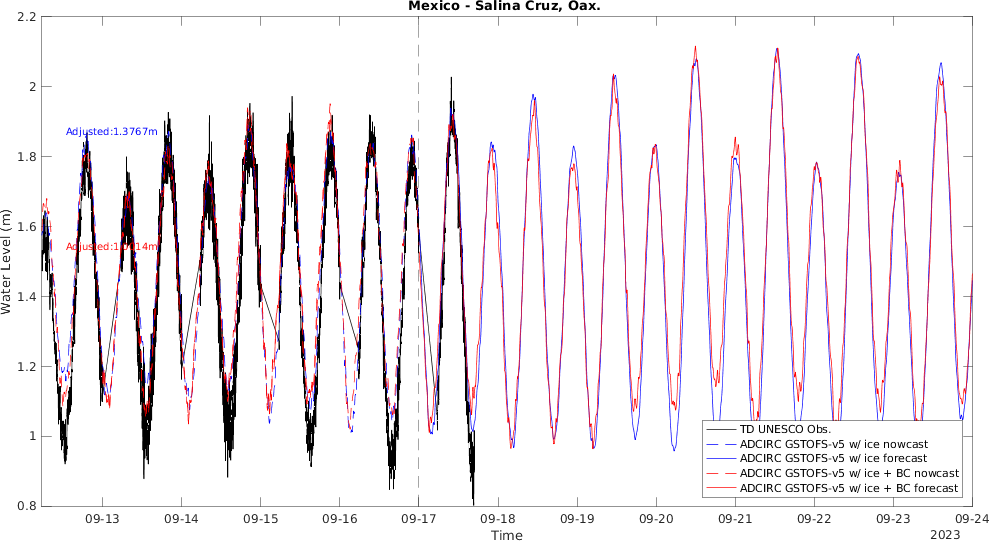 Mexico - Salina Cruz, Oax.
2.2
2
1.8
1.6
1.4
1.2
1
0.8
Water Level (m)
Adjusted:1.3767m
TD UNESCO Obs.
ADCIRC GSTOFS-v5 w/ ice nowcast
ADCIRC GSTOFS-v5 w/ ice forecast
ADCIRC GSTOFS-v5 w/ ice + BC nowcast
ADCIRC GSTOFS-v5 w/ ice + BC forecast
09-13
09-14
09-15
09-16
09-17
09-18
09-19
09-20
09-21
09-22
09-23
09-24
Time
2023